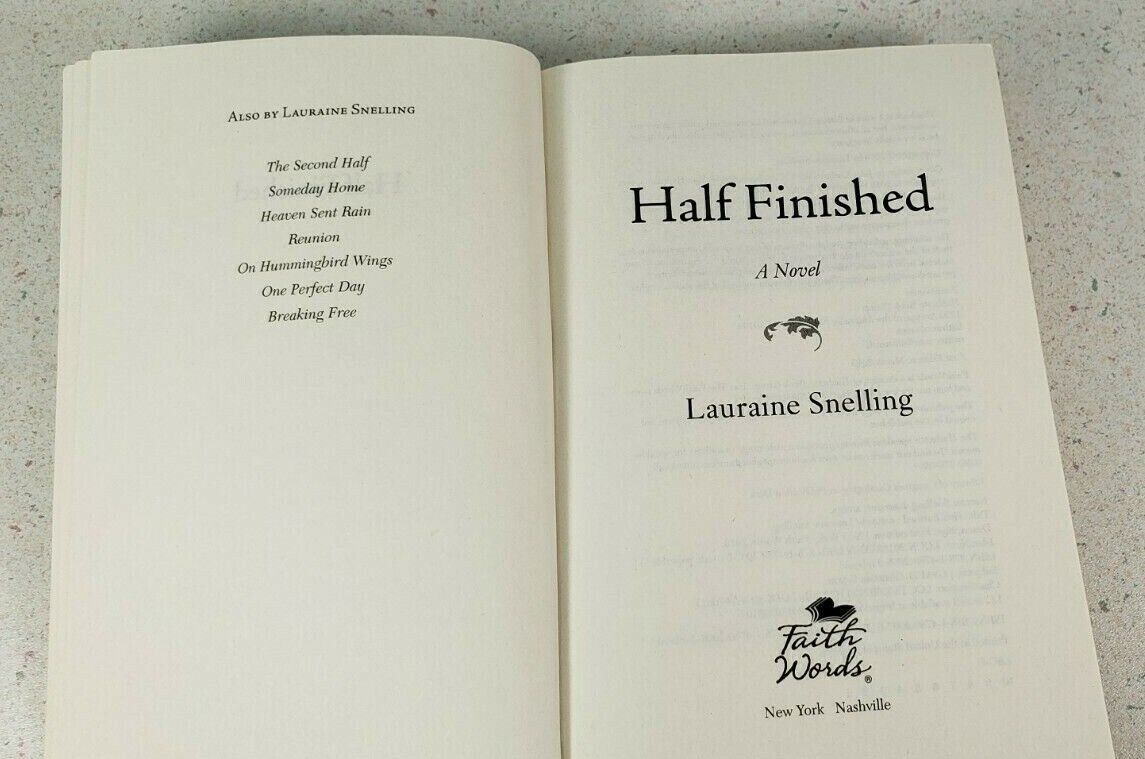 Also by Lauraine Snelling
The Second Half
Someday Home
Heaven Sent Rain
Reunion
On Hummingbird Wings
One Perfect Day
Breaking Free
Half Finished
A Novel
Lauraine Snelling
Faith
Words®
New York Nashville